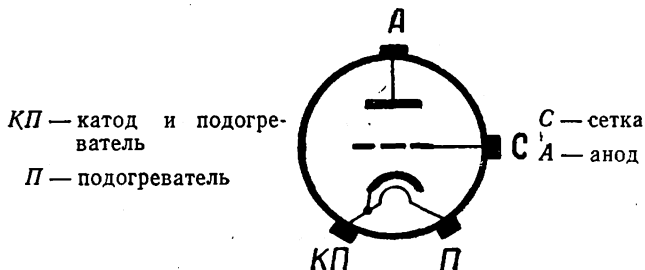 А
КП — катод и подогре-
ватель
П — подогреватель
С
С — сетка
А — анод
КП
П